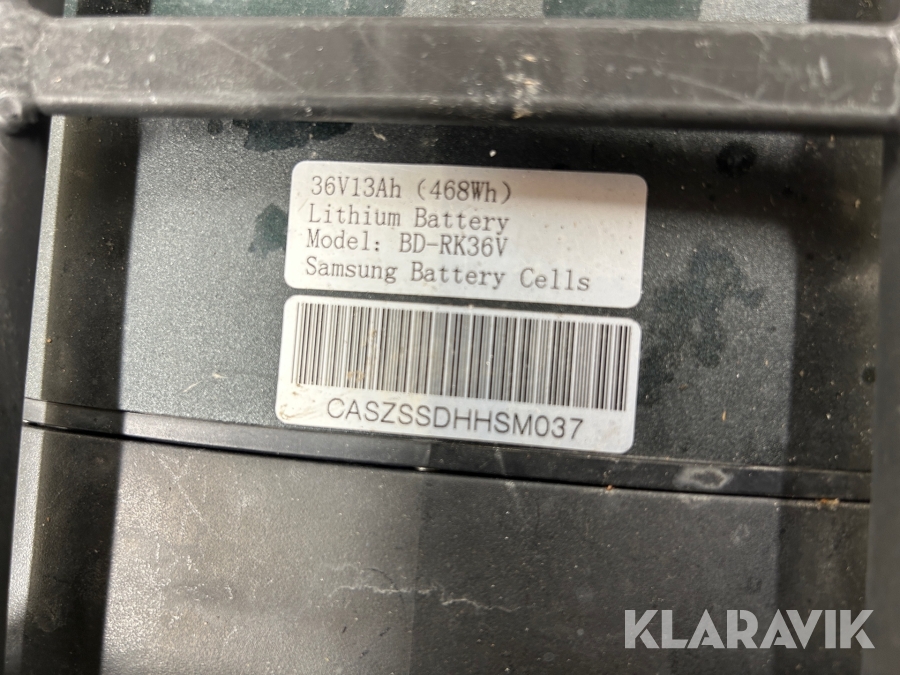 36V13Ah (468Wh)
Lithium Battery
Model: BD-RK36V
Samsung Battery Cells
CASZSSDHHSM037
KLARAVIK